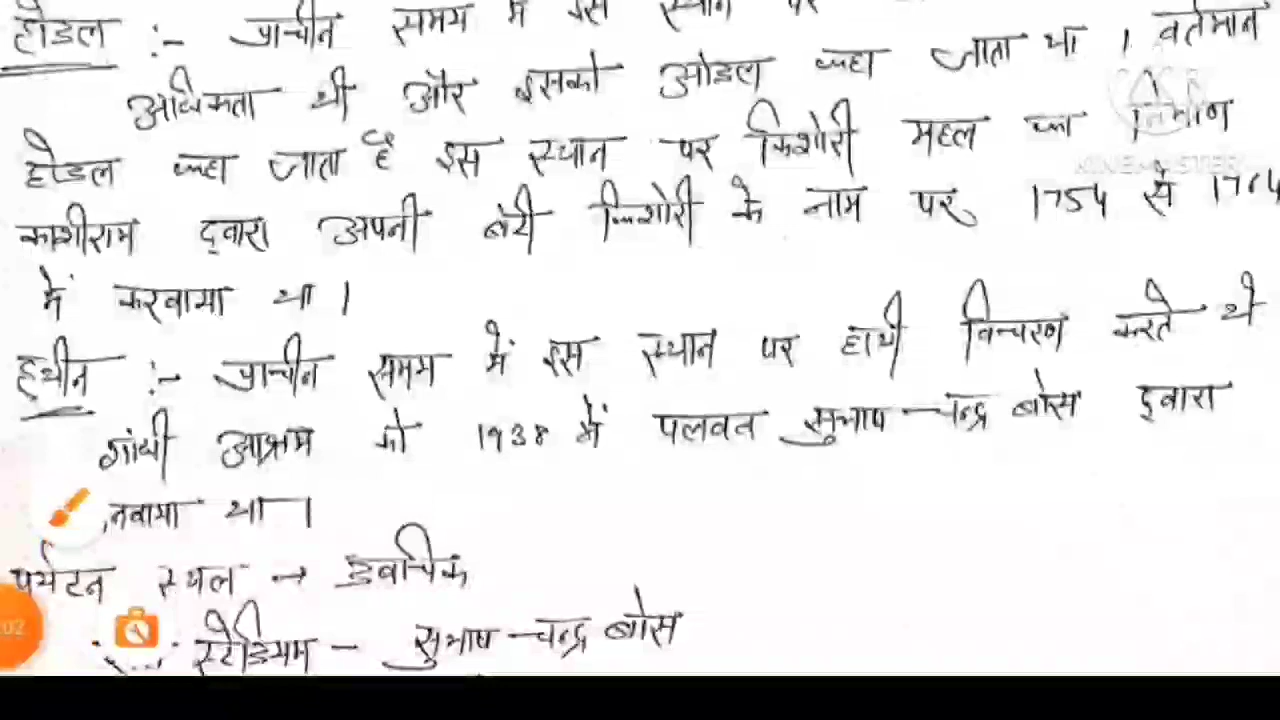 होडल :- प्राचीन समय में इस स्थान पर
अधिकता थी और इसको ओडल कहा जाता था । वर्तमान
होडल कहा जाता है इस स्थान पर किशोरी महल का निर्माण
KINEMASTER
काशीराम द्वारा अपनी बेटी किशोरी के नाम पर 1754 से
में करवाया था ।
हथीन :- प्राचीन समय में इस स्थान पर हाथी विचरण करते थे
गांधी आश्रम को 1938 में पलवल सुभाष चन्द्र बोस द्वारा
था ।
पर्यटन स्थल → डबचिक
स्टेडियम - सुभाष चन्द्र बोस
:02